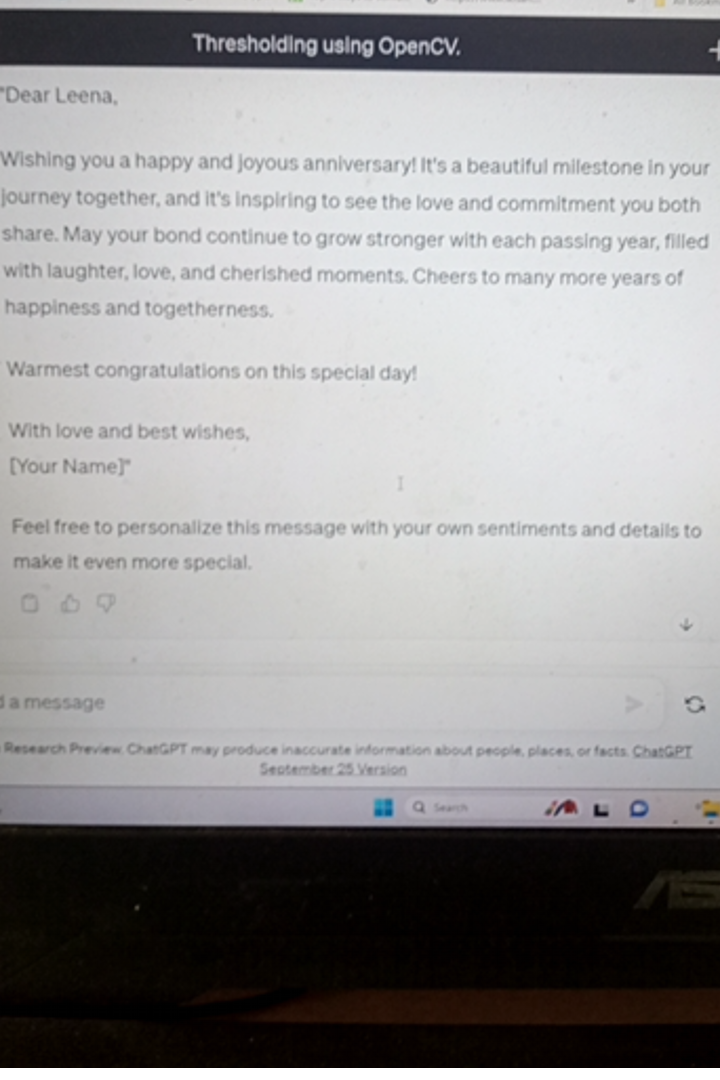 Thresholding using OpenCV.
"Dear Leena,
Wishing you a happy and joyous anniversary! It's a beautiful milestone in your
journey together, and it's inspiring to see the love and commitment you both
share. May your bond continue to grow stronger with each passing year, filled
with laughter, love, and cherished moments. Cheers to many more years of
happiness and togetherness.
Warmest congratulations on this special day!
With love and best wishes,
[Your Name]"
Feel free to personalize this message with your own sentiments and details to
make it even more special.
a message
Research Preview. ChatGPT may produce inaccurate information about people, places, or facts. ChatGPT
September 25 Version
Search